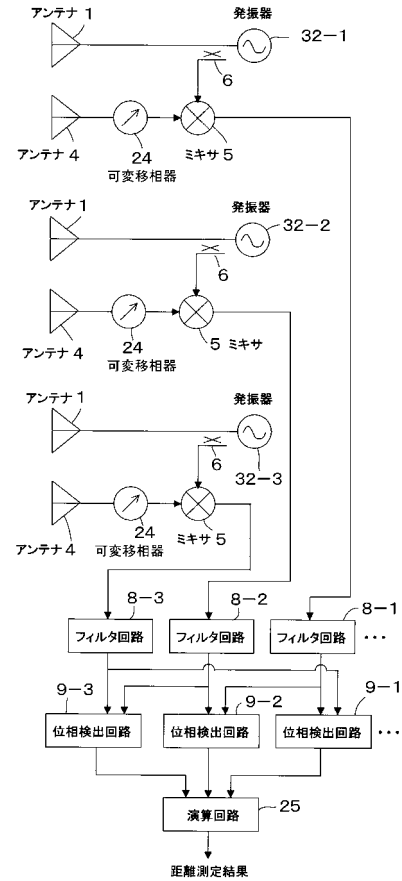 アンテナ 1
発振器
32-1
6
アンテナ 4
24
可変移相器
ミキサ 5
アンテナ 1
発振器
32-2
6
アンテナ 4
24
可変移相器
5 ミキサ
アンテナ 1
発振器
32-3
6
アンテナ 4
24
可変移相器
ミキサ 5
8-3
8-2
8-1
フィルタ回路
フィルタ回路
フィルタ回路
・・・
9-3
9-2
9-1
位相検出回路
位相検出回路
位相検出回路
・・・
演算回路
25
距離測定結果